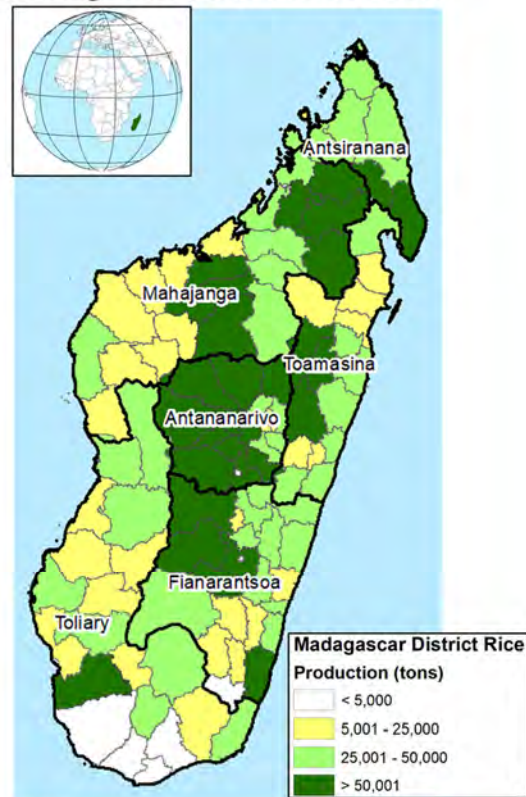 Antsiranana
Mahajanga
Toamasina
Antananarivo
Fianarantsoa
Toliary
Madagascar District Rice
Production (tons)
< 5,000
5,001 - 25,000
25,001 - 50,000
> 50,001